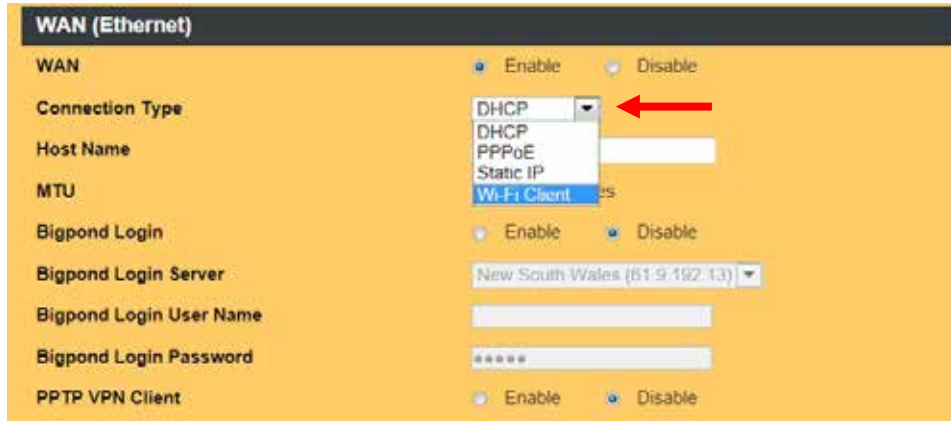 WAN (Ethernet)
WAN Enable Disable
Connection Type DHCP
DHCP
Host Name PPPoE
Static IP
MTU Wi-Fi Client es
Bigpond Login Enable Disable
Bigpond Login Server New South Wales (61.9.192.13)
Bigpond Login User Name
Bigpond Login Password •••••
PPTP VPN Client Enable Disable